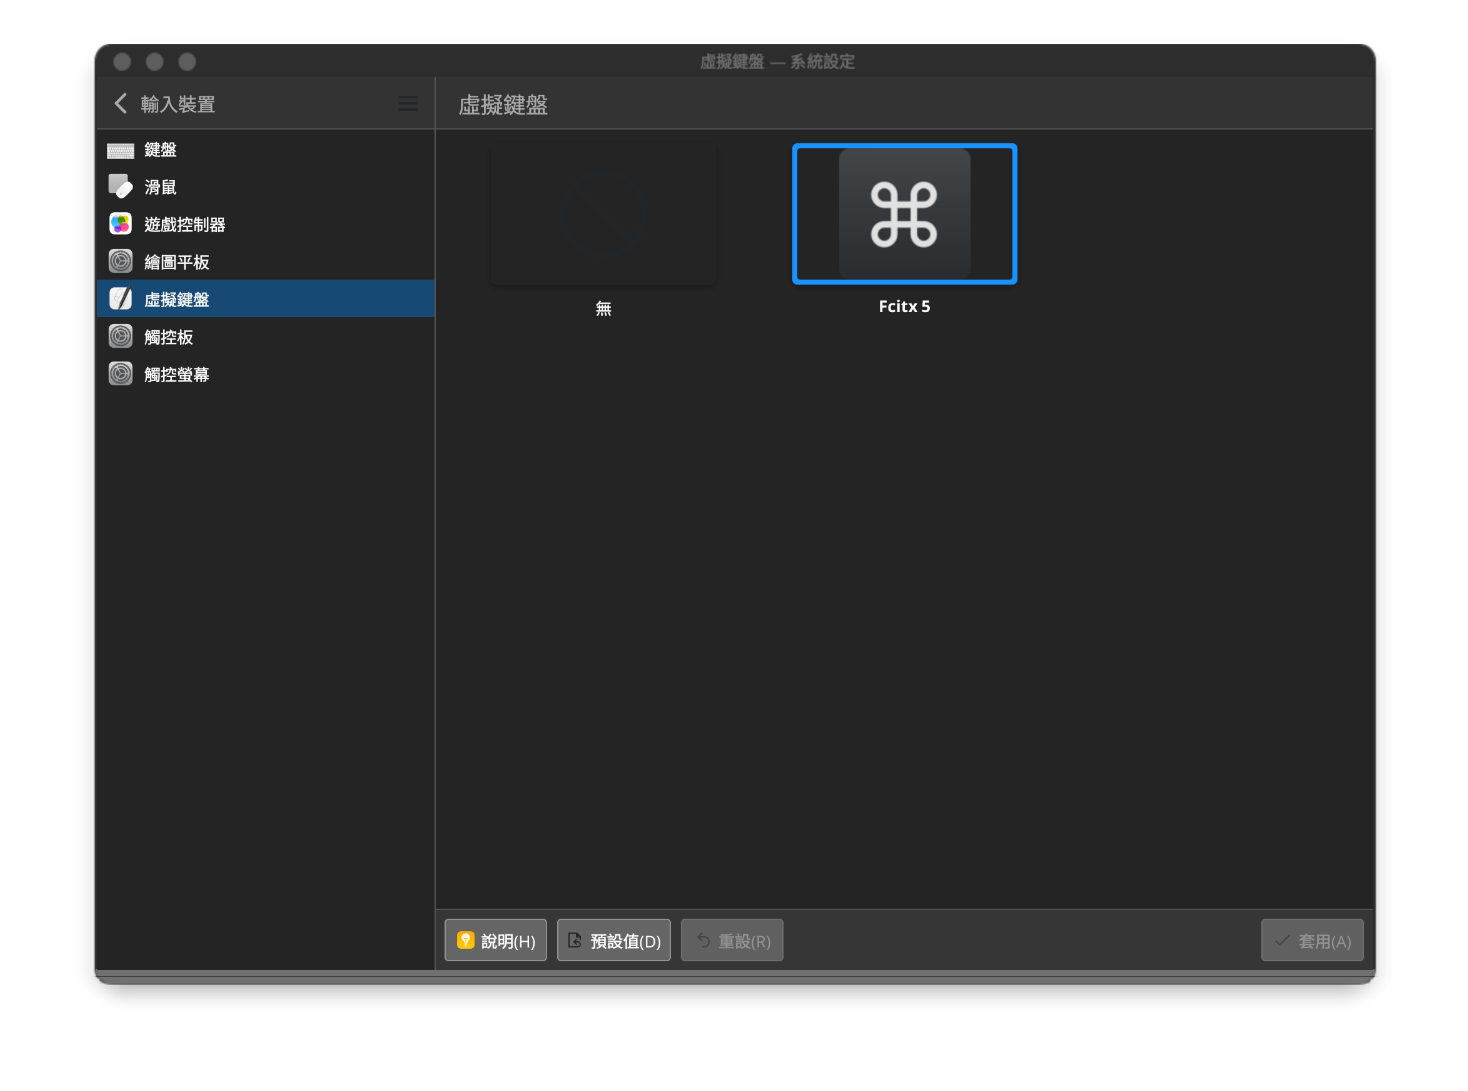 虛擬鍵盤 — 系統設定
輸入裝置
虛擬鍵盤
鍵盤
滑鼠
遊戲控制器
繪圖平板
虛擬鍵盤
觸控板
觸控螢幕
無
Fcitx 5
說明(H)
預設值(D)
重設(R)
套用(A)